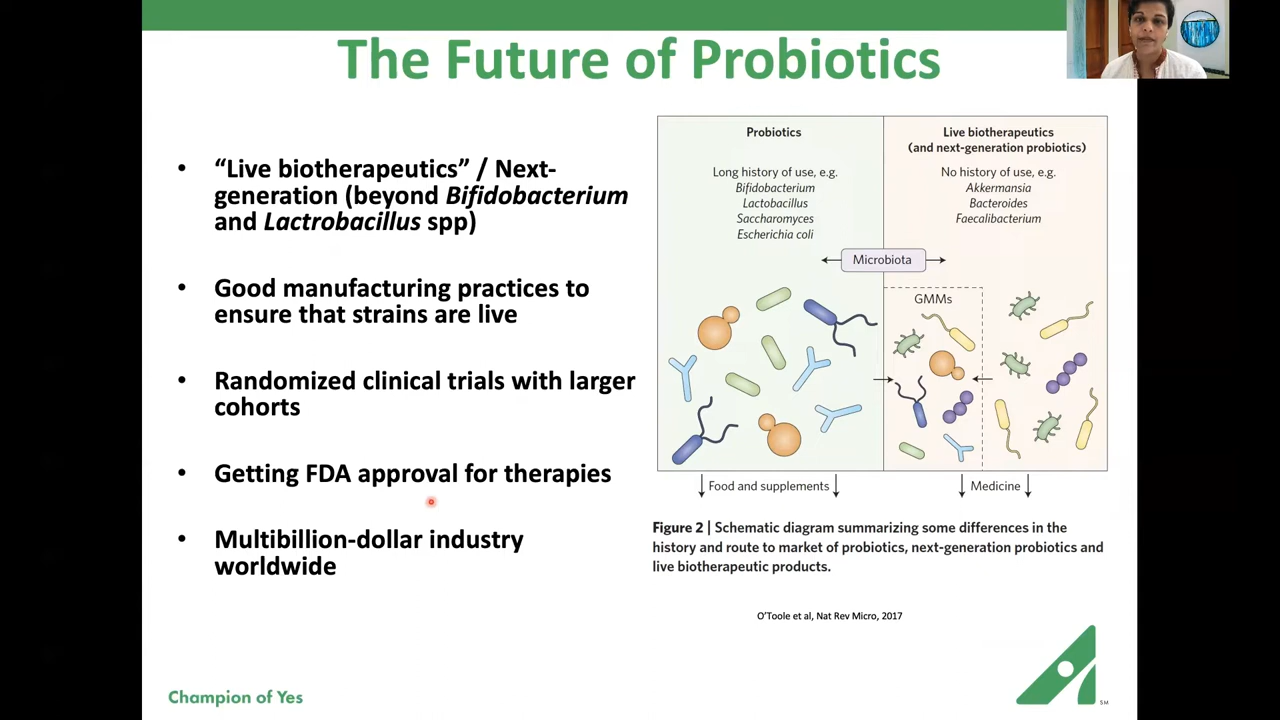 The Future of Probiotics
• “Live biotherapeutics” / Next-
generation (beyond Bifidobacterium
and Lactrobacillus spp)
• Good manufacturing practices to
ensure that strains are live
• Randomized clinical trials with larger
cohorts
• Getting FDA approval for therapies
• Multibillion-dollar industry
worldwide
Probiotics
Long history of use, e.g.
Bifidobacterium
Lactobacillus
Saccharomyces
Escherichia coli
Live biotherapeutics
(and next-generation probiotics)
No history of use, e.g.
Akkermansia
Bacteroides
Faecalibacterium
Microbiota
GMMs
Food and supplements
Medicine
Figure 2 | Schematic diagram summarizing some differences in the
history and route to market of probiotics, next-generation probiotics and
live biotherapeutic products.
O’Toole et al, Nat Rev Micro, 2017
Champion of Yes
SM